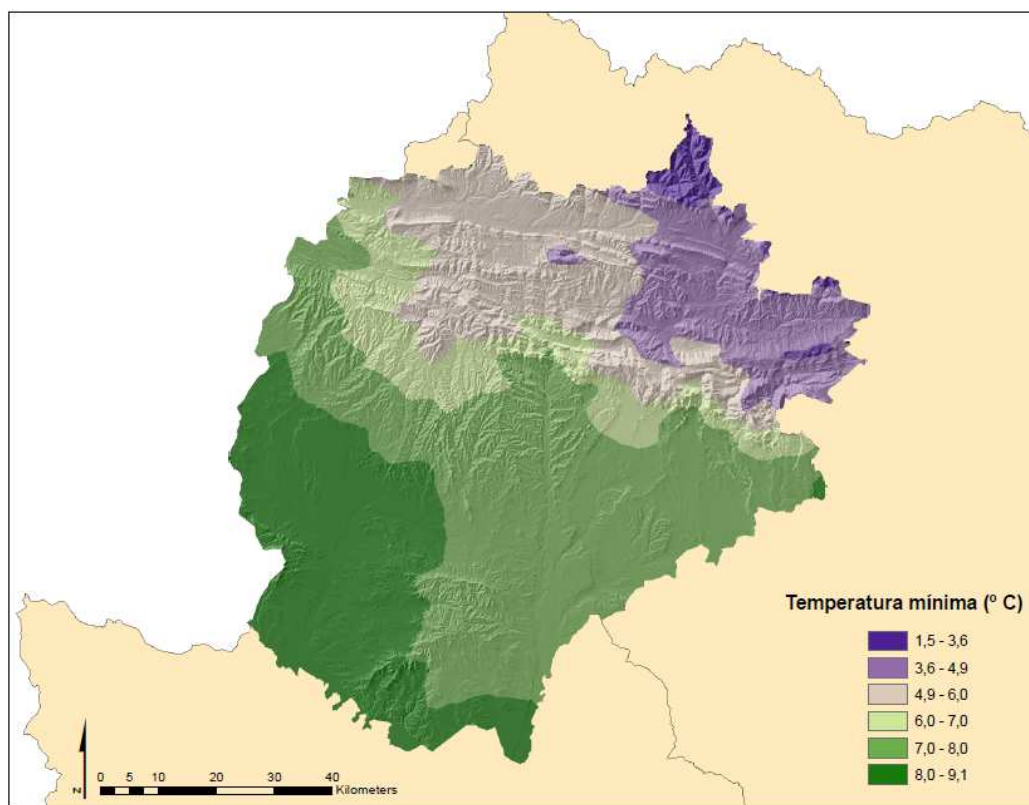 Temperatura mínima (º C)
1,5 - 3,6
3,6 - 4,9
4,9 - 6,0
6,0 - 7,0
7,0 - 8,0
8,0 - 9,1
N
0 5 10 20 30 40
Kilometers